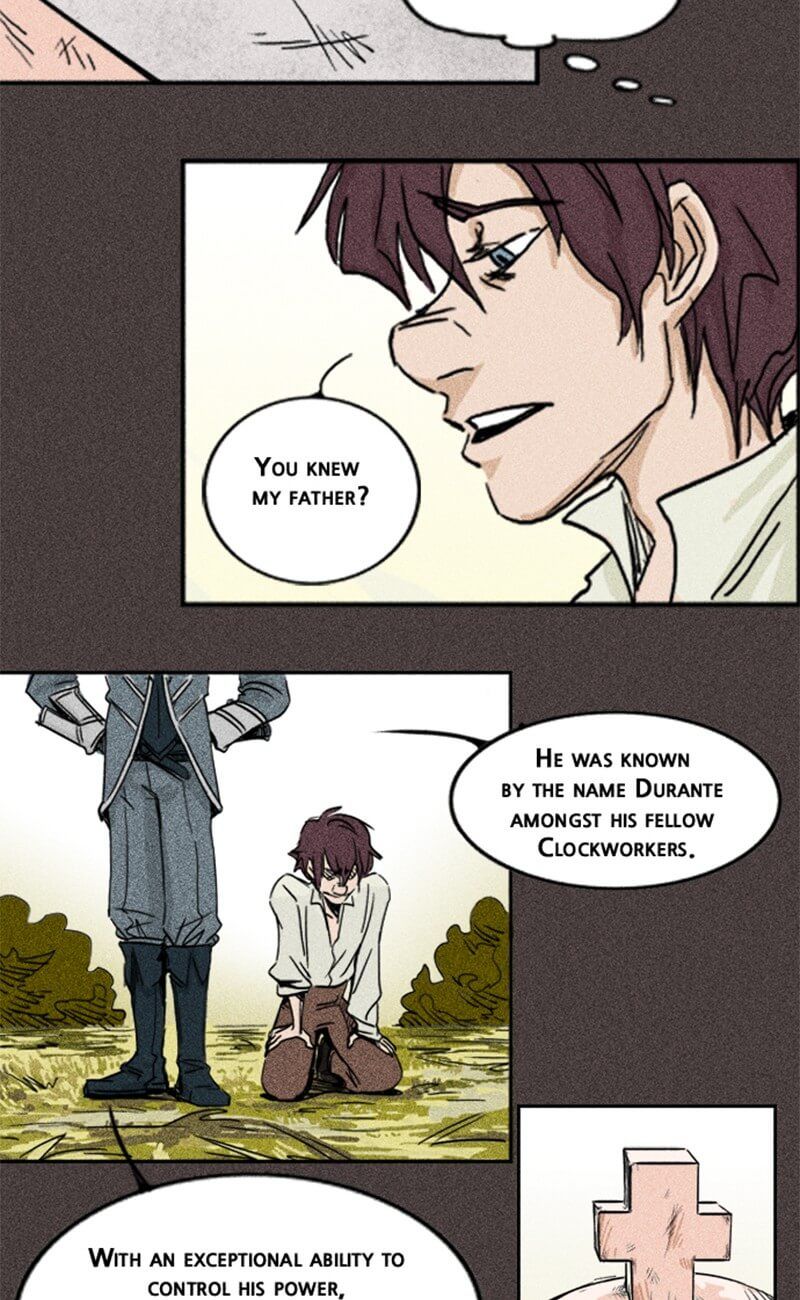 You knew
my father?
He was known
by the name Durante
amongst his fellow
Clockworkers.
With an exceptional ability to
control his power,